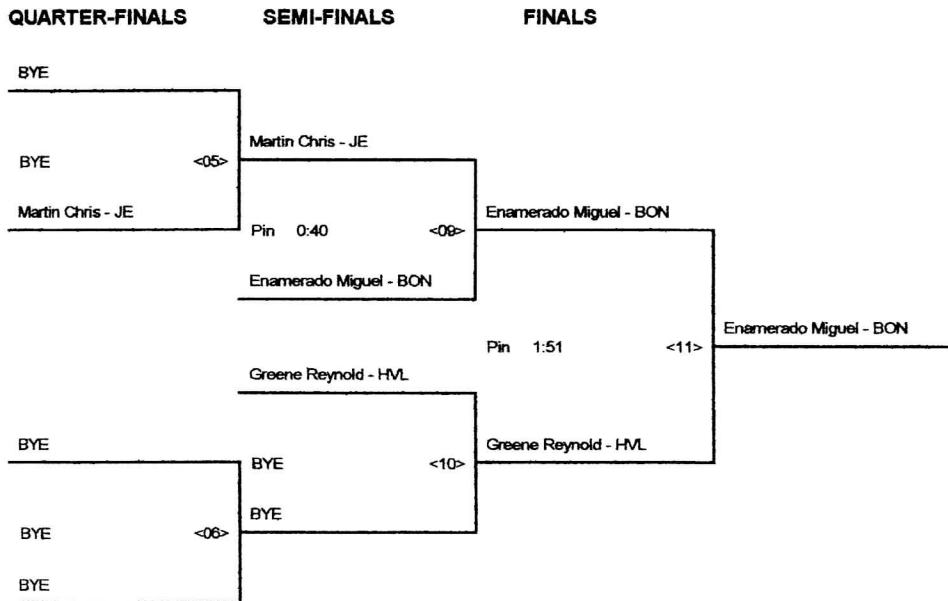 QUARTER-FINALS SEMI-FINALS FINALS
BYE
Martin Chris - JE
BYE <05>
Martin Chris - JE
Enamerado Miguel - BON
Pin 0:40 <09>
Enamerado Miguel - BON
Enamerado Miguel - BON
Pin 1:51 <11>
Greene Reynold - HVL
BYE
Greene Reynold - HVL
BYE <10>
BYE
BYE <06>
BYE